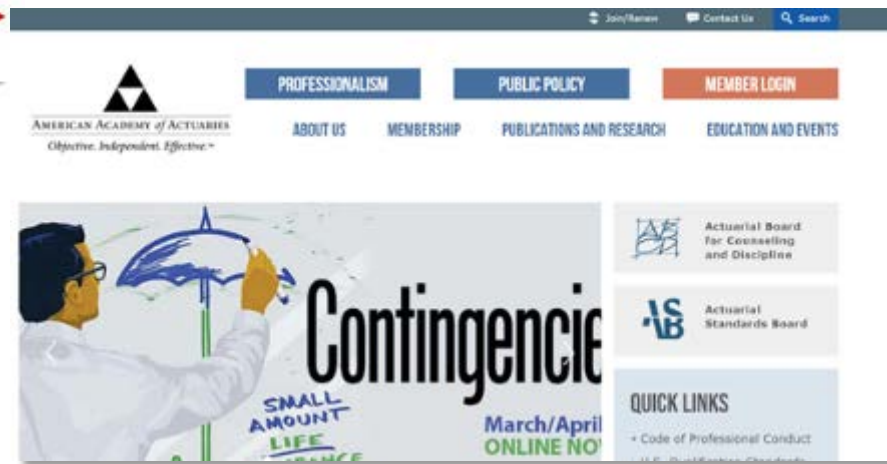 Join/Renew Contact Us Search
PROFESSIONALISM PUBLIC POLICY MEMBER LOGIN
AMERICAN ACADEMY of ACTUARIES
Objective. Independent. Effective.™
ABOUT US MEMBERSHIP PUBLICATIONS AND RESEARCH EDUCATION AND EVENTS
Contingencie
SMALL
AMOUNT
LIFE
March/April
ONLINE NO
Actuarial Board
for Counseling
and Discipline
ASB
Actuarial
Standards Board
QUICK LINKS
• Code of Professional Conduct